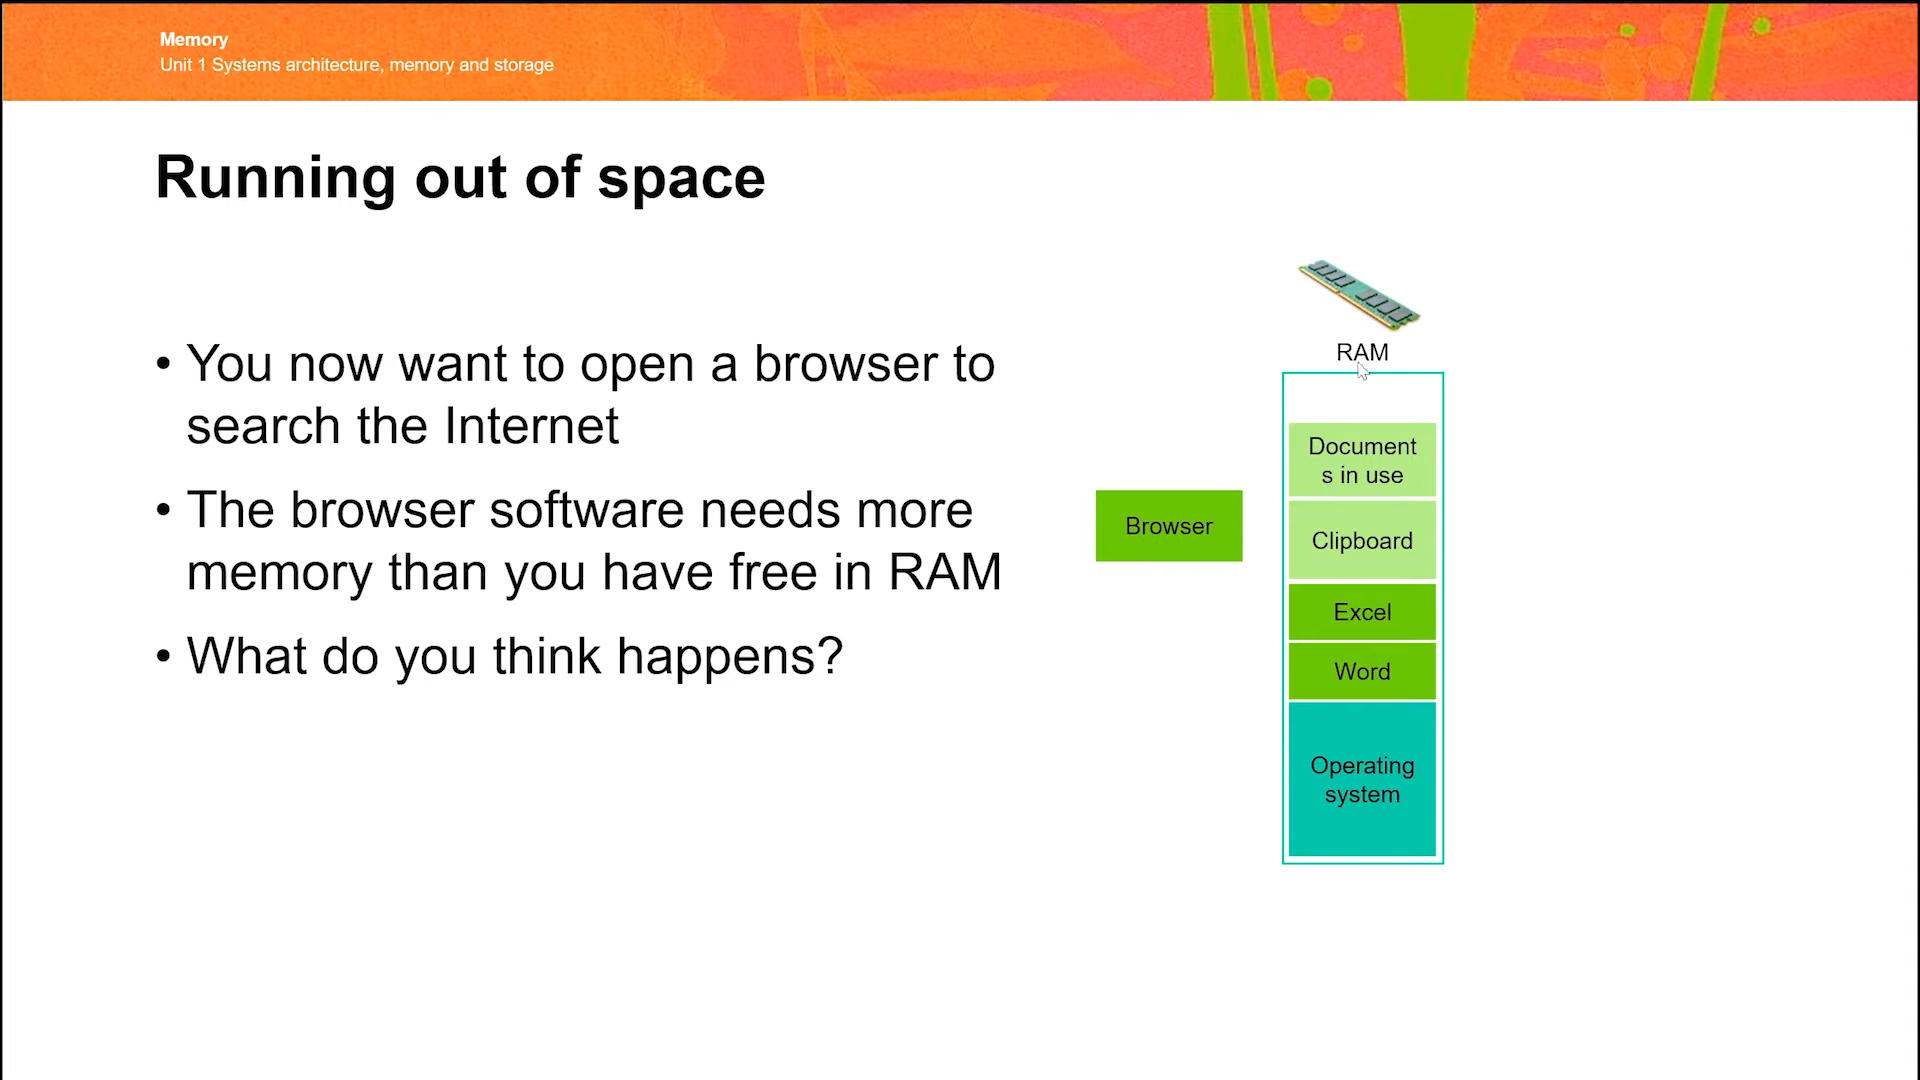 Memory
Unit 1 Systems architecture, memory and storage
Running out of space
• You now want to open a browser to
search the Internet
• The browser software needs more
memory than you have free in RAM
• What do you think happens?
RAM
Document
s in use
Clipboard
Browser
Excel
Word
Operating
system